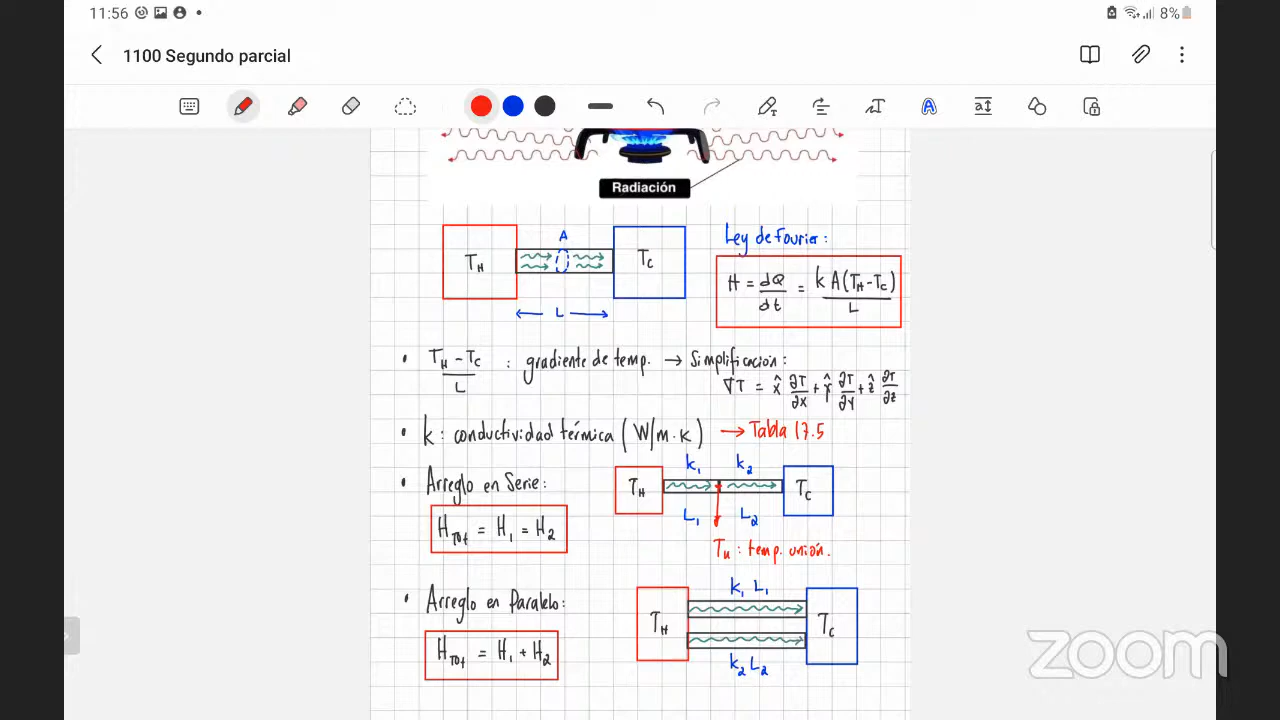 11:56
8%
1100 Segundo parcial
Radiación
T_H
A
T_C
L
Ley de Fourier:
H = dQ/dt = k A (T_H - T_C)/L
• (T_H - T_C)/L : gradiente de temp. → Simplificación:
∇T = x̂ ∂T/∂x + ŷ ∂T/∂y + ẑ ∂T/∂z
• k: conductividad térmica (W/m·k) → Tabla 17.5
• Arreglo en Serie:
H_Tot = H_1 = H_2
T_H
k_1 k_2
L_1 L_2
T_C
T_u : temp. unión.
• Arreglo en Paralelo:
H_Tot = H_1 + H_2
T_H
k_1 L_1
k_2 L_2
T_C
zoom